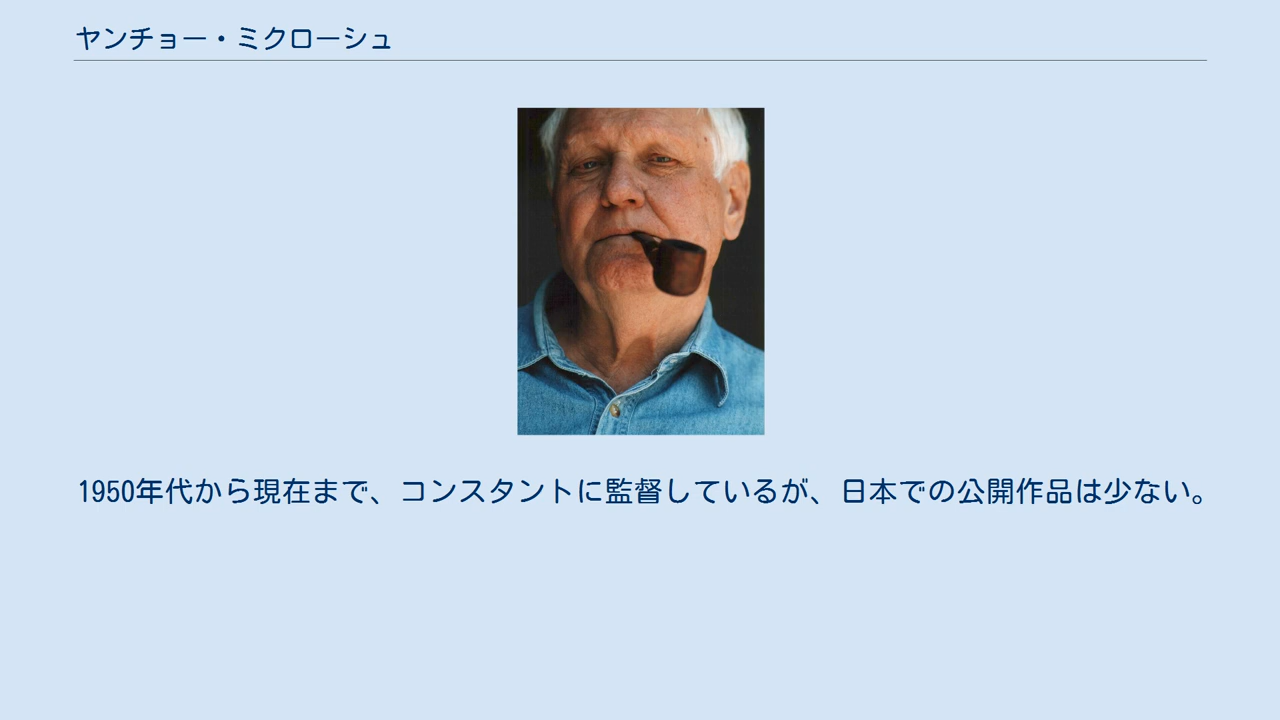 ヤンチョー・ミクローシュ
1950年代から現在まで、コンスタントに監督しているが、日本での公開作品は少ない。